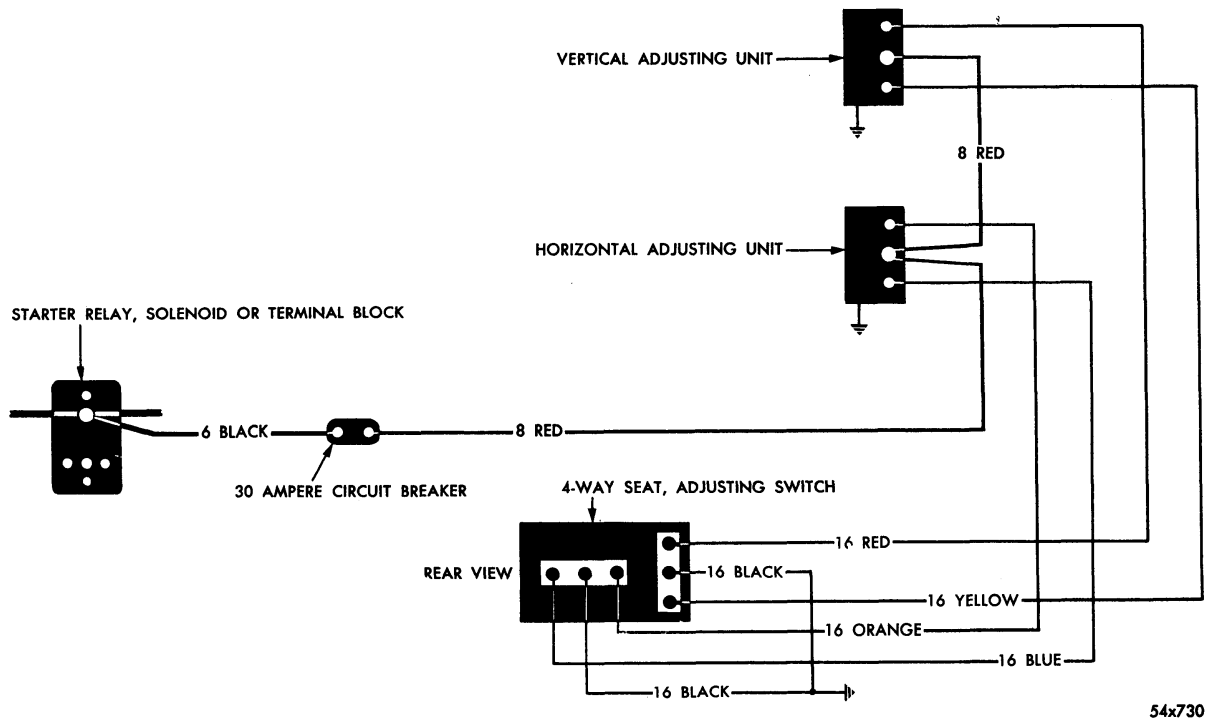 VERTICAL ADJUSTING UNIT
8 RED
HORIZONTAL ADJUSTING UNIT
STARTER RELAY, SOLENOID OR TERMINAL BLOCK
6 BLACK
8 RED
30 AMPERE CIRCUIT BREAKER
4-WAY SEAT, ADJUSTING SWITCH
16 RED
REAR VIEW
16 BLACK
16 YELLOW
16 ORANGE
16 BLUE
16 BLACK
54x730